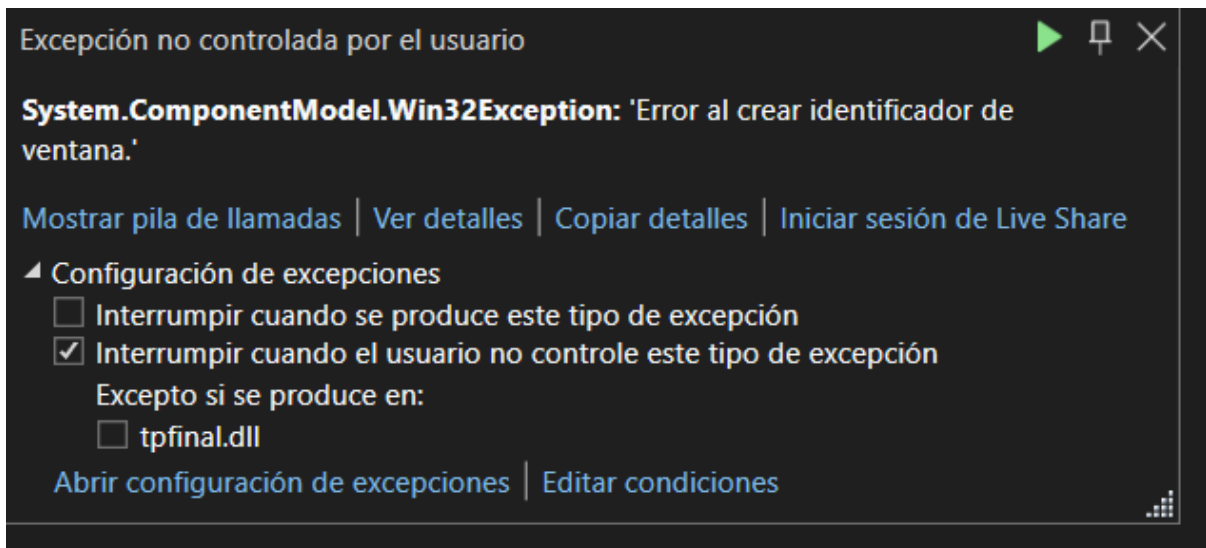 Excepción no controlada por el usuario
System.ComponentModel.Win32Exception: 'Error al crear identificador de
ventana.'
Mostrar pila de llamadas | Ver detalles | Copiar detalles | Iniciar sesión de Live Share
Configuración de excepciones
Interrumpir cuando se produce este tipo de excepción
Interrumpir cuando el usuario no controle este tipo de excepción
Excepto si se produce en:
tpfinal.dll
Abrir configuración de excepciones | Editar condiciones